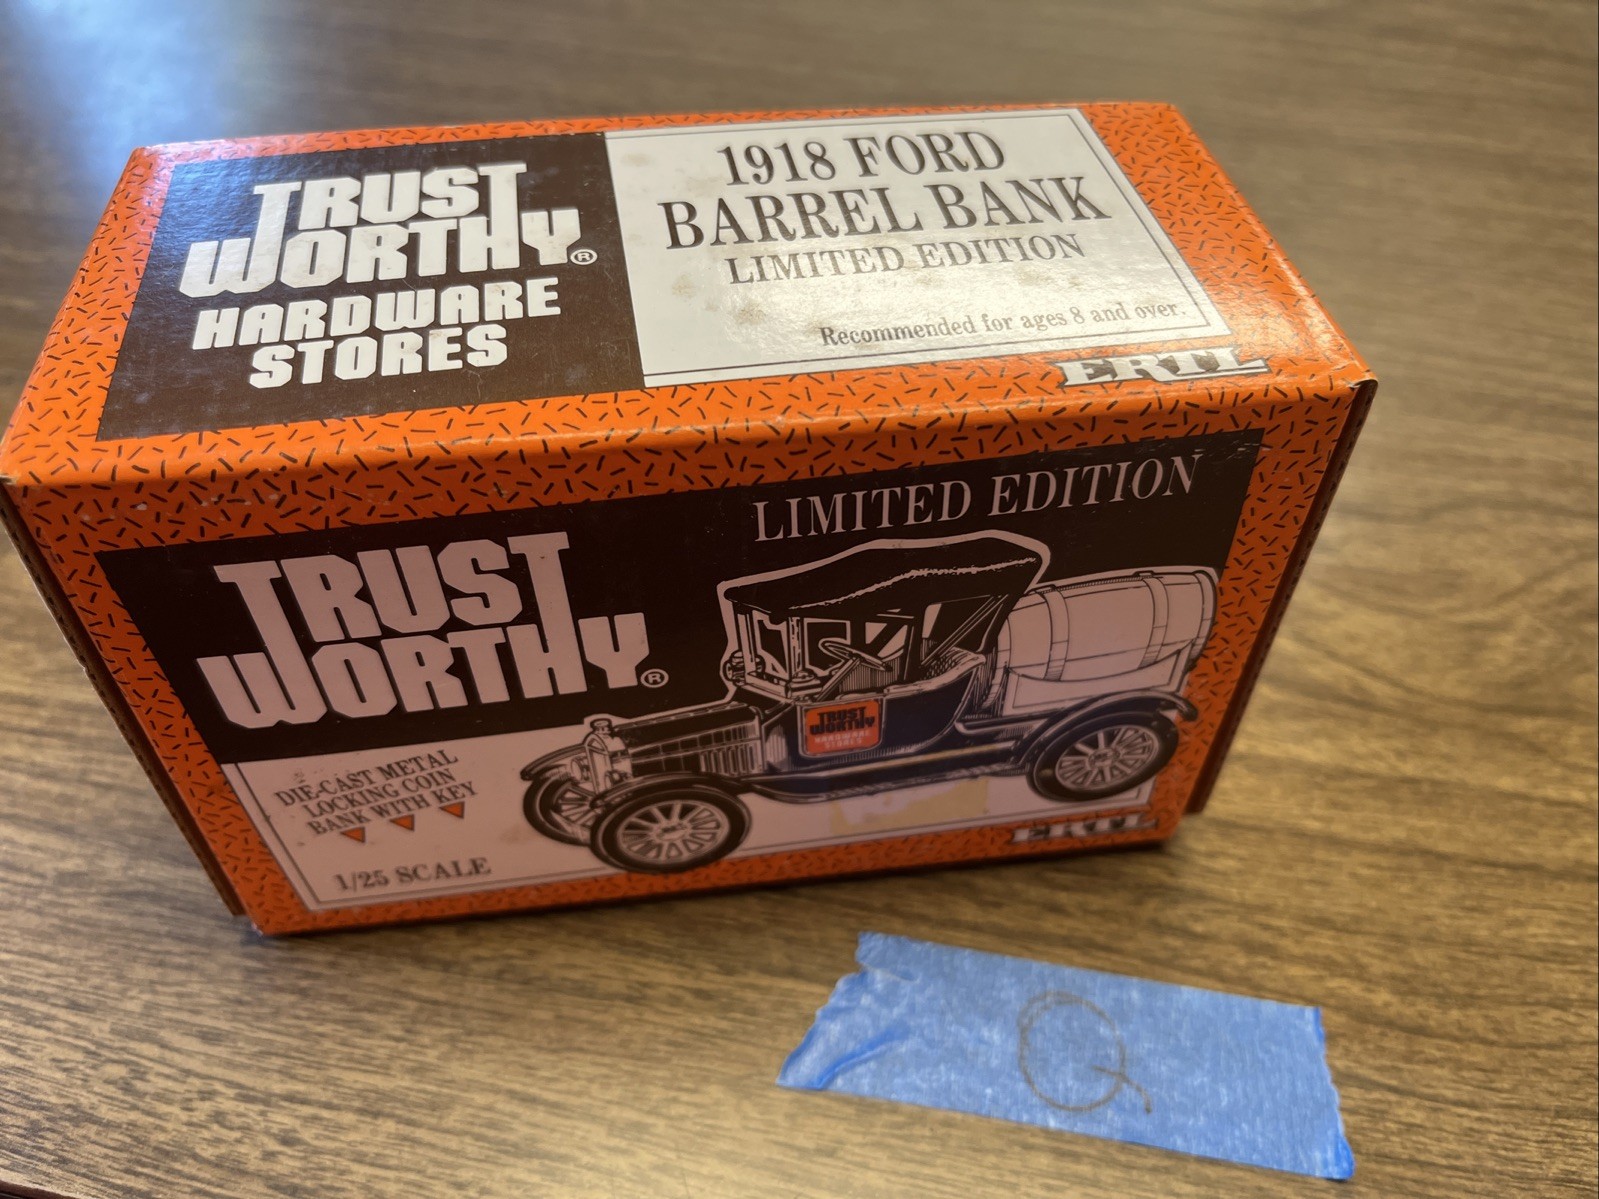 TRUST
WORTHY®
HARDWARE
STORES
1918 FORD
BARREL BANK
LIMITED EDITION
Recommended for ages 8 and over.
ERTL
LIMITED EDITION
TRUST
WORTHY®
TRUST
WORTHY
HARDWARE
STORES
DIE-CAST METAL
LOCKING COIN
BANK WITH KEY
1/25 SCALE
ERTL
Q